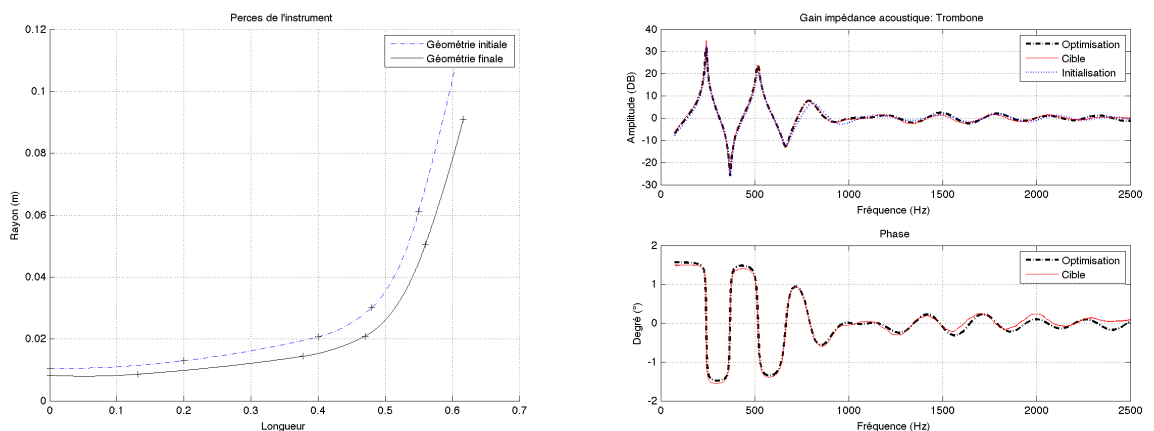 Perces de l'instrument
0.12
0.1
0.08
0.06
0.04
0.02
0
Rayon (m)
Géométrie initiale
Géométrie finale
0 0.1 0.2 0.3 0.4 0.5 0.6 0.7
Longueur
Gain impédance acoustique: Trombone
40
30
20
10
0
-10
-20
-30
Amplitude (DB)
Optimisation
Cible
Initialisation
0 500 1000 1500 2000 2500
Fréquence (Hz)
Phase
2
1
0
-1
-2
Degré (°)
Optimisation
Cible
0 500 1000 1500 2000 2500
Fréquence (Hz)